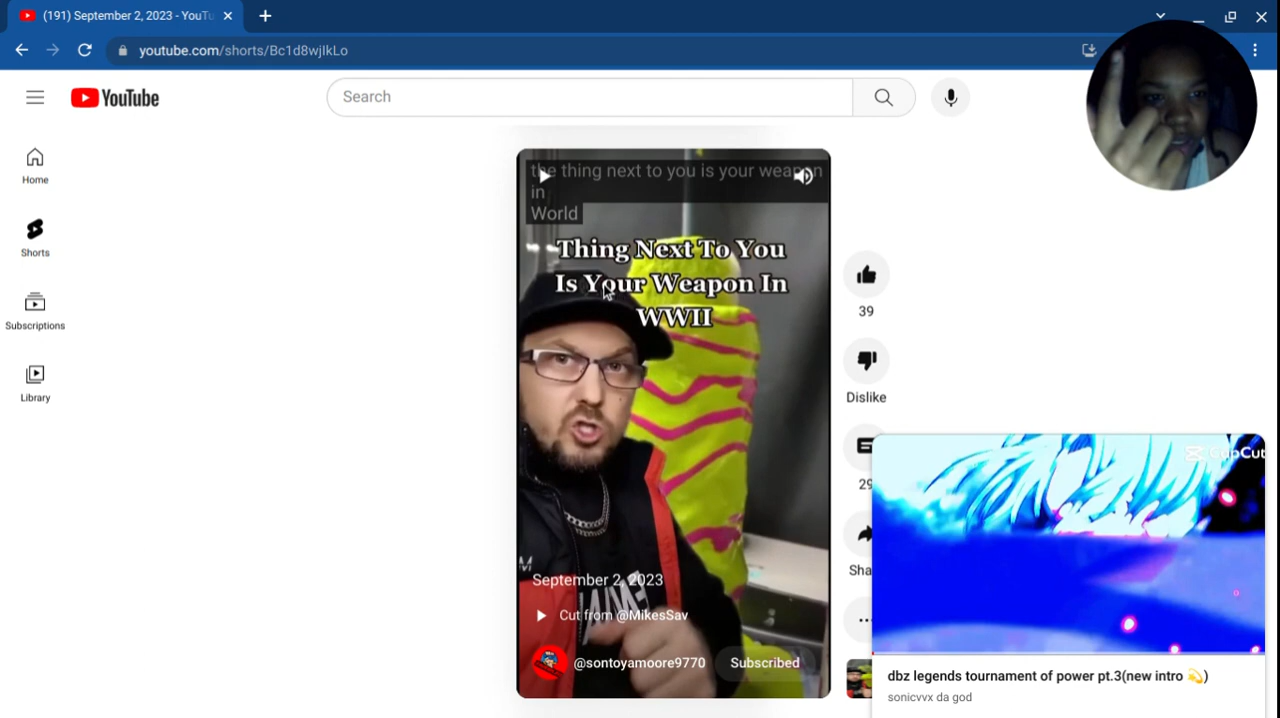 (191) September 2, 2023 - YouTu
youtube.com/shorts/Bc1d8wjIkLo
YouTube
Search
Home
Shorts
Subscriptions
Library
the thing next to you is your weapon
in
World
Thing Next To You
Is Your Weapon In
WWII
September 2, 2023
Cut from @MikesSav
@sontoyamoore9770
Subscribed
39
Dislike
29
Sha
CapCut
dbz legends tournament of power pt.3(new intro 💫)
sonicvvx da god